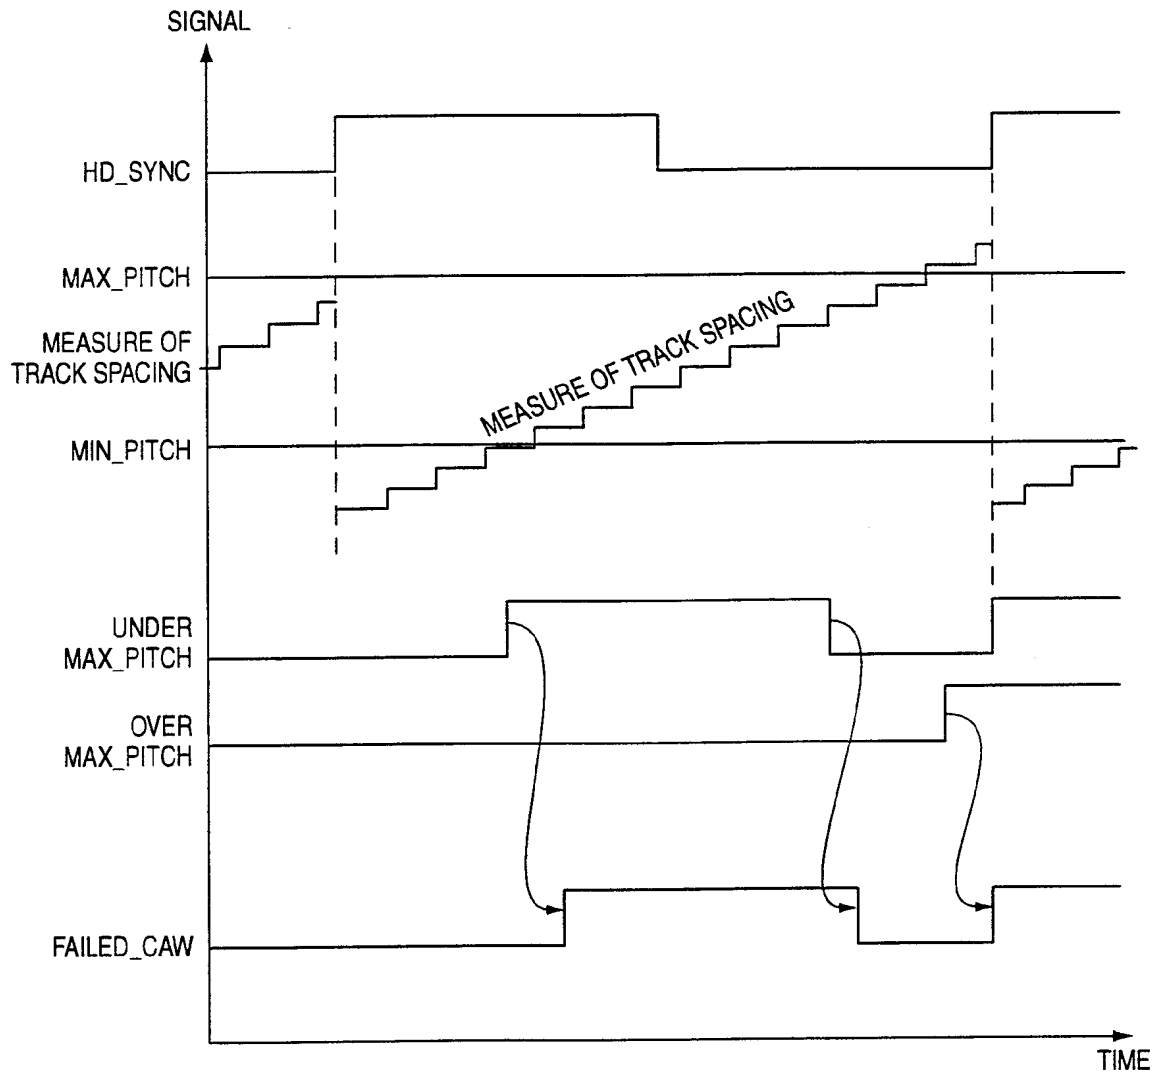 SIGNAL
HD_SYNC
MAX_PITCH
MEASURE OF
TRACK SPACING
MEASURE OF TRACK SPACING
MIN_PITCH
UNDER
MAX_PITCH
OVER
MAX_PITCH
FAILED_CAW
TIME